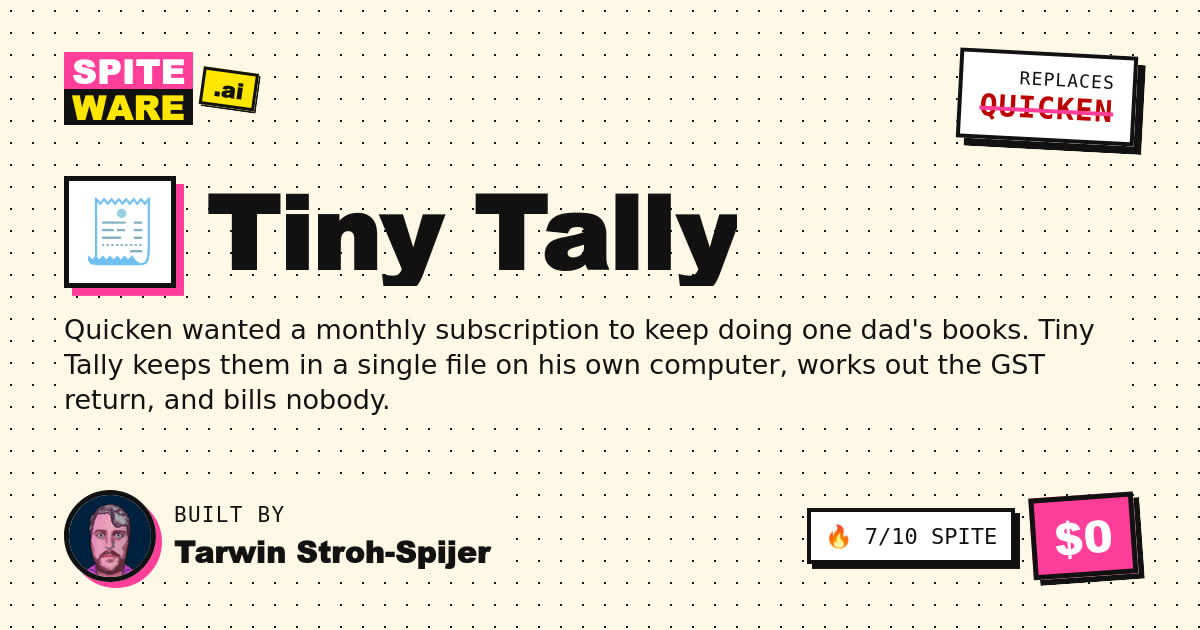 SPITE
WARE
.ai
REPLACES
QUICKEN
Tiny Tally
Quicken wanted a monthly subscription to keep doing one dad's books. Tiny
Tally keeps them in a single file on his own computer, works out the GST
return, and bills nobody.
BUILT BY
Tarwin Stroh-Spijer
🔥 7/10 SPITE
$0